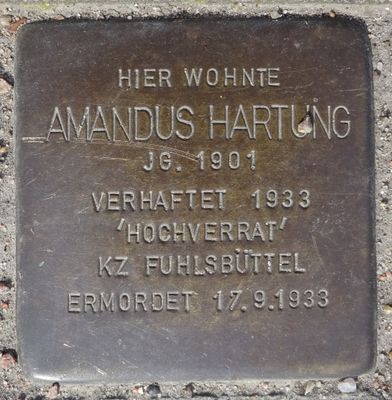 HIER WOHNTE
AMANDUS HARTUNG
JG. 1901
VERHAFTET 1933
'HOCHVERRAT'
KZ FUHLSBÜTTEL
ERMORDET 17.9.1933